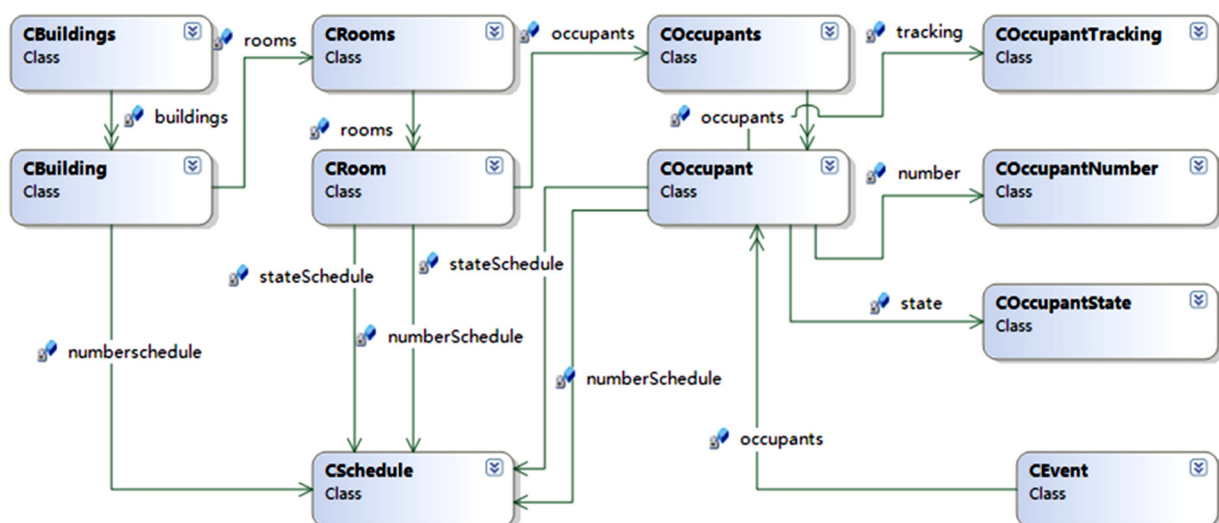 CBuildings
Class
rooms
CRooms
Class
occupants
COccupants
Class
tracking
COccupantTracking
Class
buildings
rooms
occupants
CBuilding
Class
CRoom
Class
COccupant
Class
number
COccupantNumber
Class
stateSchedule
stateSchedule
state
COccupantState
Class
numberschedule
numberSchedule
numberSchedule
occupants
CSchedule
Class
CEvent
Class